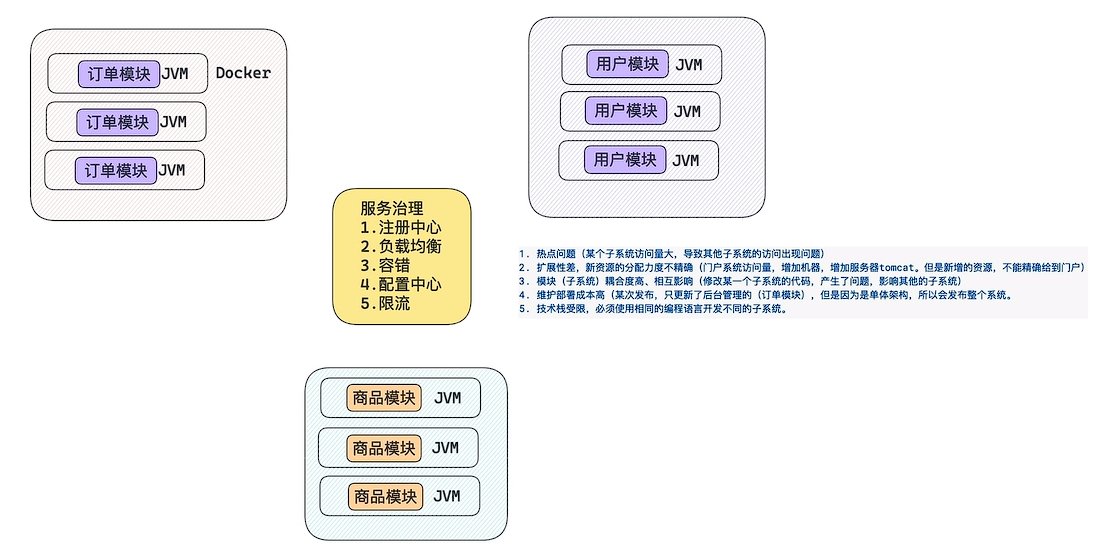 订单模块 JVM Docker
订单模块 JVM
订单模块 JVM
用户模块 JVM
用户模块 JVM
用户模块 JVM
服务治理
1.注册中心
2.负载均衡
3.容错
4.配置中心
5.限流
1. 热点问题（某个子系统访问量大，导致其他子系统的访问出现问题）
2. 扩展性差，新资源的分配力度不精确（门户系统访问量，增加机器，增加服务器tomcat。但是新增的资源，不能精确给到门户）
3. 模块（子系统）耦合度高、相互影响（修改某一个子系统的代码，产生了问题，影响其他的子系统）
4. 维护部署成本高（某次发布，只更新了后台管理的（订单模块），但是因为是单体架构，所以会发布整个系统。
5. 技术栈受限，必须使用相同的编程语言开发不同的子系统。
商品模块 JVM
商品模块 JVM
商品模块 JVM